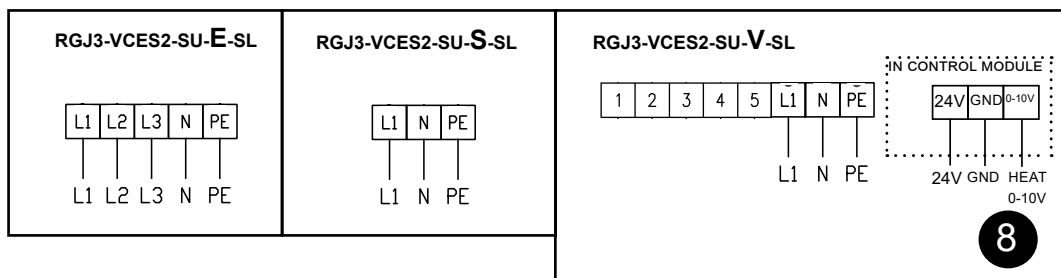 RGJ3-VCES2-SU-E-SL
L1 L2 L3 N PE
L1 L2 L3 N PE
RGJ3-VCES2-SU-S-SL
L1 N PE
L1 N PE
RGJ3-VCES2-SU-V-SL
1 2 3 4 5 L1 N PE
L1 N PE
IN CONTROL MODULE
24V GND 0-10V
24V GND HEAT
0-10V
8